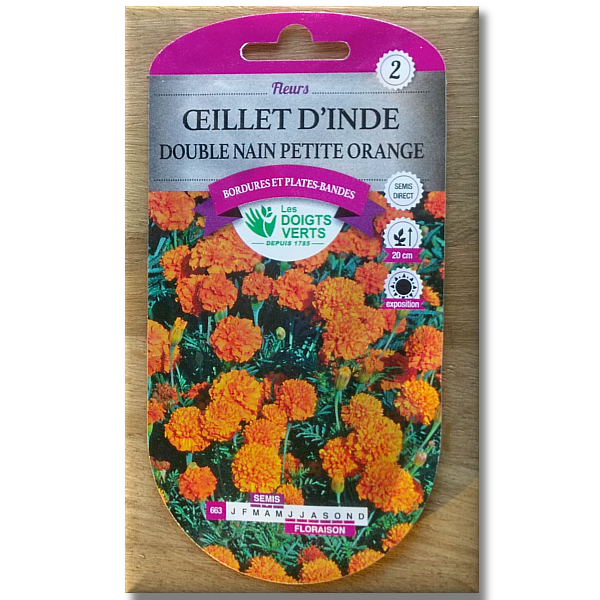 2
Fleurs
ŒILLET D'INDE
DOUBLE NAIN PETITE ORANGE
BORDURES ET PLATES-BANDES
Les
DOIGTS
VERTS
DEPUIS 1785
SEMIS
DIRECT
20 cm
exposition
SEMIS
663 J F M A M J J A S O N D
FLORAISON